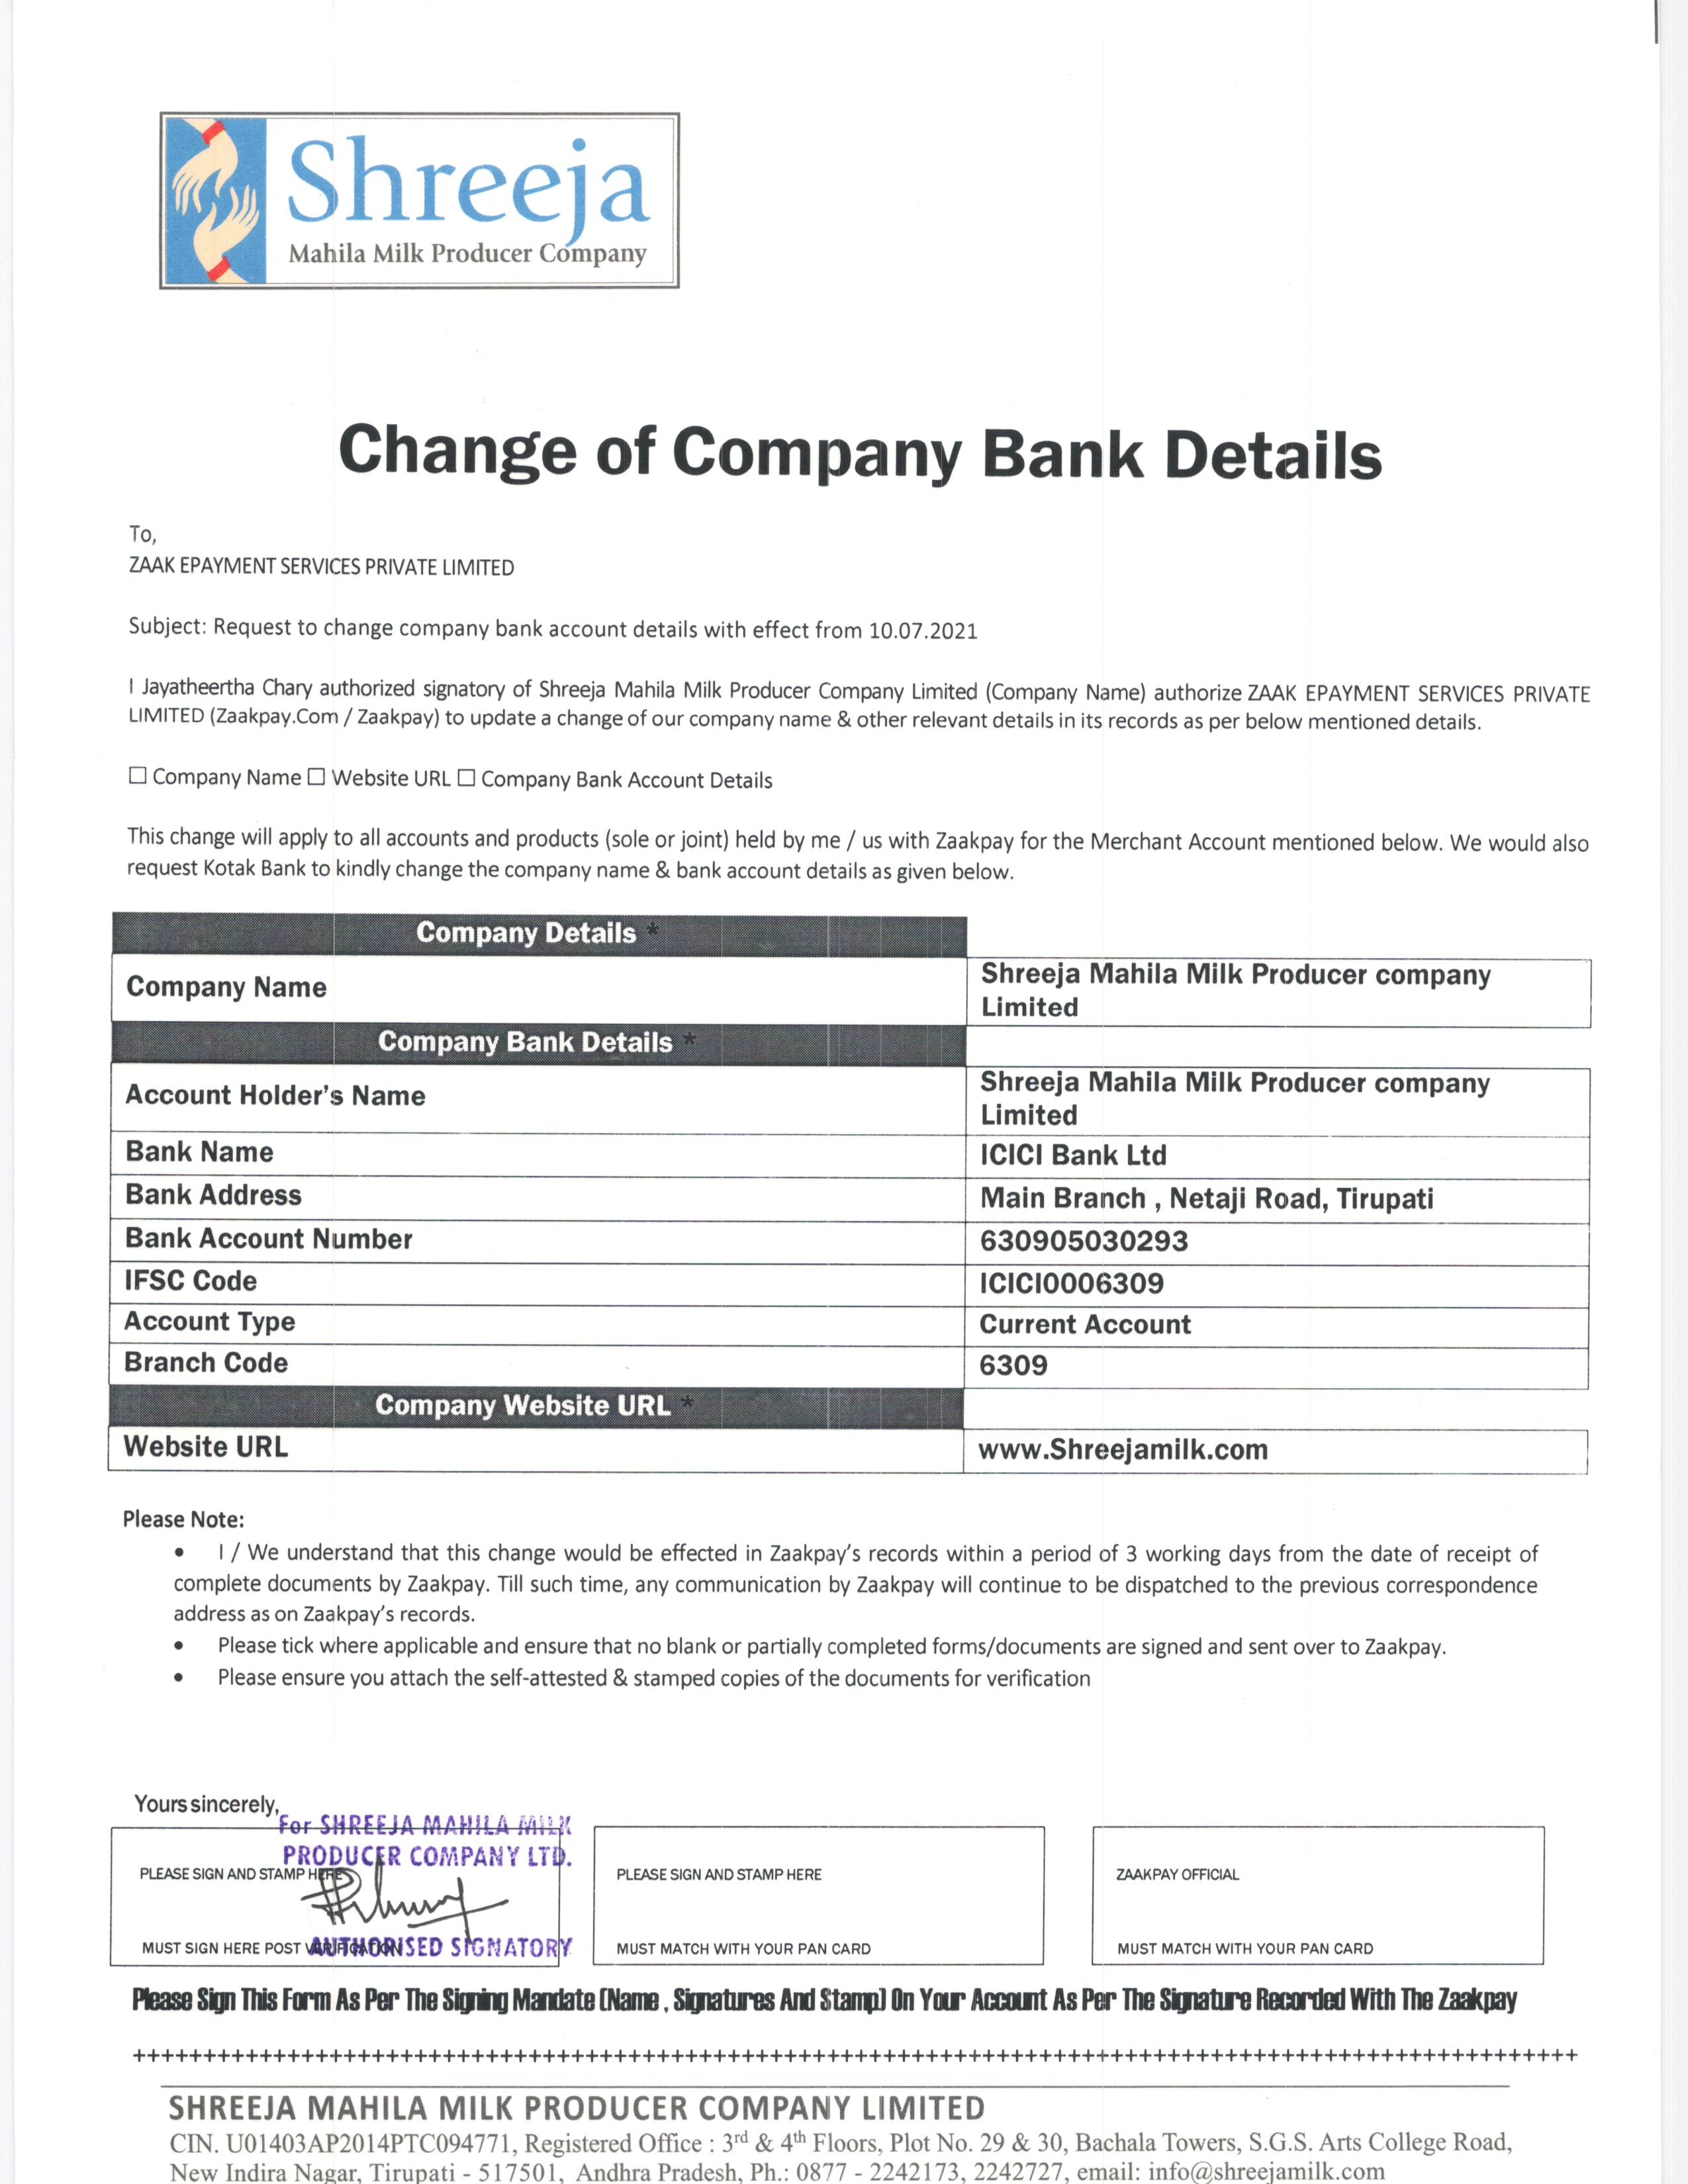 Shreeja
Mahila Milk Producer Company
Change of Company Bank Details
To,
ZAAK EPAYMENT SERVICES PRIVATE LIMITED
Subject: Request to change company bank account details with effect from 10.07.2021
I Jayatheertha Chary authorized signatory of Shreeja Mahila Milk Producer Company Limited (Company Name) authorize ZAAK EPAYMENT SERVICES PRIVATE
LIMITED (Zaakpay.Com / Zaakpay) to update a change of our company name & other relevant details in its records as per below mentioned details.
☐ Company Name ☐ Website URL ☐ Company Bank Account Details
This change will apply to all accounts and products (sole or joint) held by me / us with Zaakpay for the Merchant Account mentioned below. We would also
request Kotak Bank to kindly change the company name & bank account details as given below.
Company Details *
Company Name
Shreeja Mahila Milk Producer company
Limited
Company Bank Details *
Account Holder's Name
Shreeja Mahila Milk Producer company
Limited
Bank Name
ICICI Bank Ltd
Bank Address
Main Branch , Netaji Road, Tirupati
Bank Account Number
630905030293
IFSC Code
ICICI0006309
Account Type
Current Account
Branch Code
6309
Company Website URL *
Website URL
www.Shreejamilk.com
Please Note:
• I / We understand that this change would be effected in Zaakpay's records within a period of 3 working days from the date of receipt of
complete documents by Zaakpay. Till such time, any communication by Zaakpay will continue to be dispatched to the previous correspondence
address as on Zaakpay's records.
• Please tick where applicable and ensure that no blank or partially completed forms/documents are signed and sent over to Zaakpay.
• Please ensure you attach the self-attested & stamped copies of the documents for verification
Yours sincerely,
For SHREEJA MAHILA MILK
PRODUCER COMPANY LTD.
PLEASE SIGN AND STAMP HERE
MUST SIGN HERE POST VERIFICATION
AUTHORISED SIGNATORY
PLEASE SIGN AND STAMP HERE
MUST MATCH WITH YOUR PAN CARD
ZAAKPAY OFFICIAL
MUST MATCH WITH YOUR PAN CARD
Please Sign This Form As Per The Signing Mandate (Name , Signatures And Stamp) On Your Account As Per The Signature Recorded With The Zaakpay
+++++++++++++++++++++++++++++++++++++++++++++++++++++++++++++++++++++++++++++++++++++++++++++++++++++
SHREEJA MAHILA MILK PRODUCER COMPANY LIMITED
CIN. U01403AP2014PTC094771, Registered Office : 3rd & 4th Floors, Plot No. 29 & 30, Bachala Towers, S.G.S. Arts College Road,
New Indira Nagar, Tirupati - 517501, Andhra Pradesh, Ph.: 0877 - 2242173, 2242727, email: info@shreejamilk.com